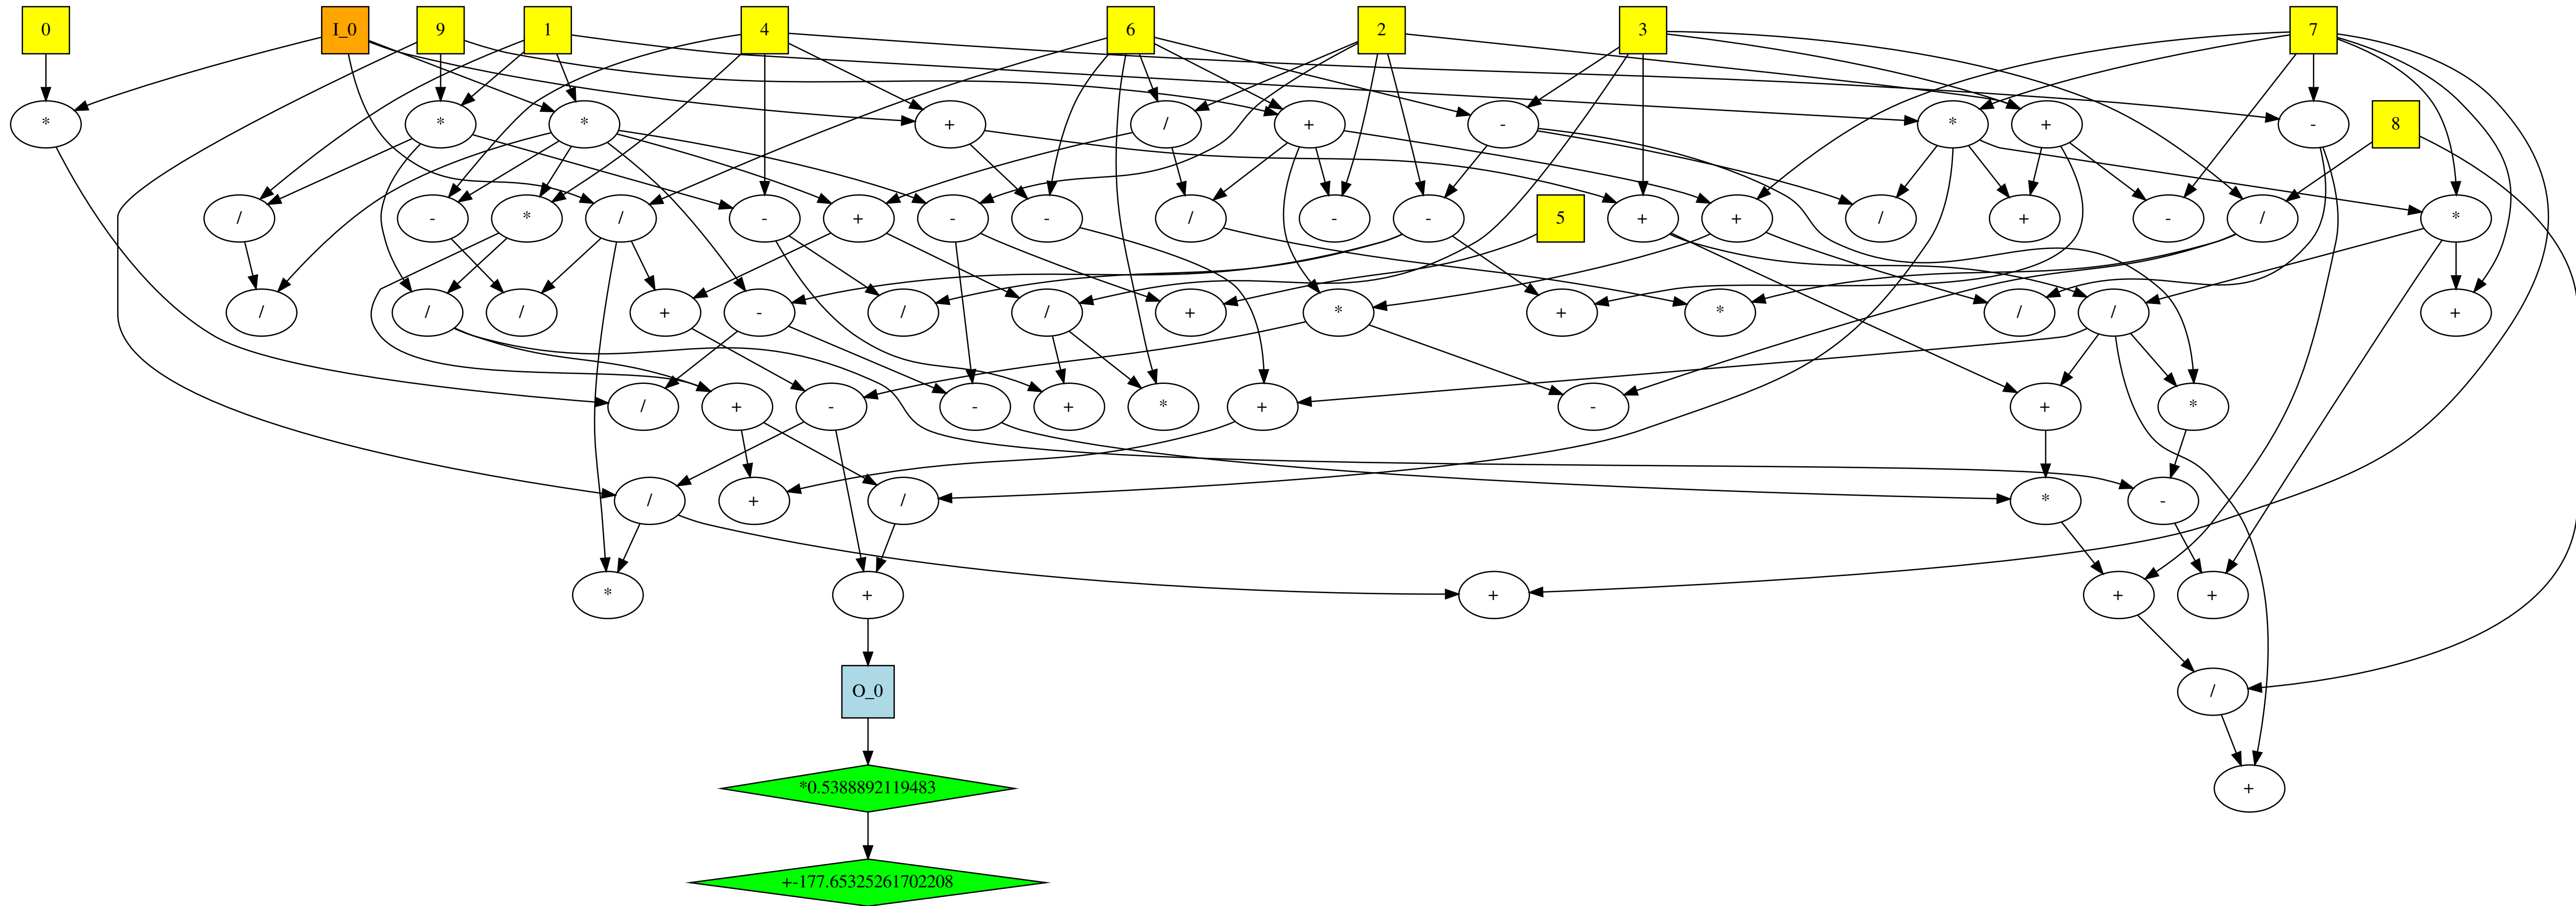 0 I_0 9 1 4 6 2 3 7
* * * + / + - * + - 8
/ - * / - + - - / - - 5 + + / + - / *
/ / / + - / / + * + * / / +
/ + - - + * + - + *
/ + / * -
* + + + +
O_0 /
*0.5388892119483 +
+-177.65325261702208